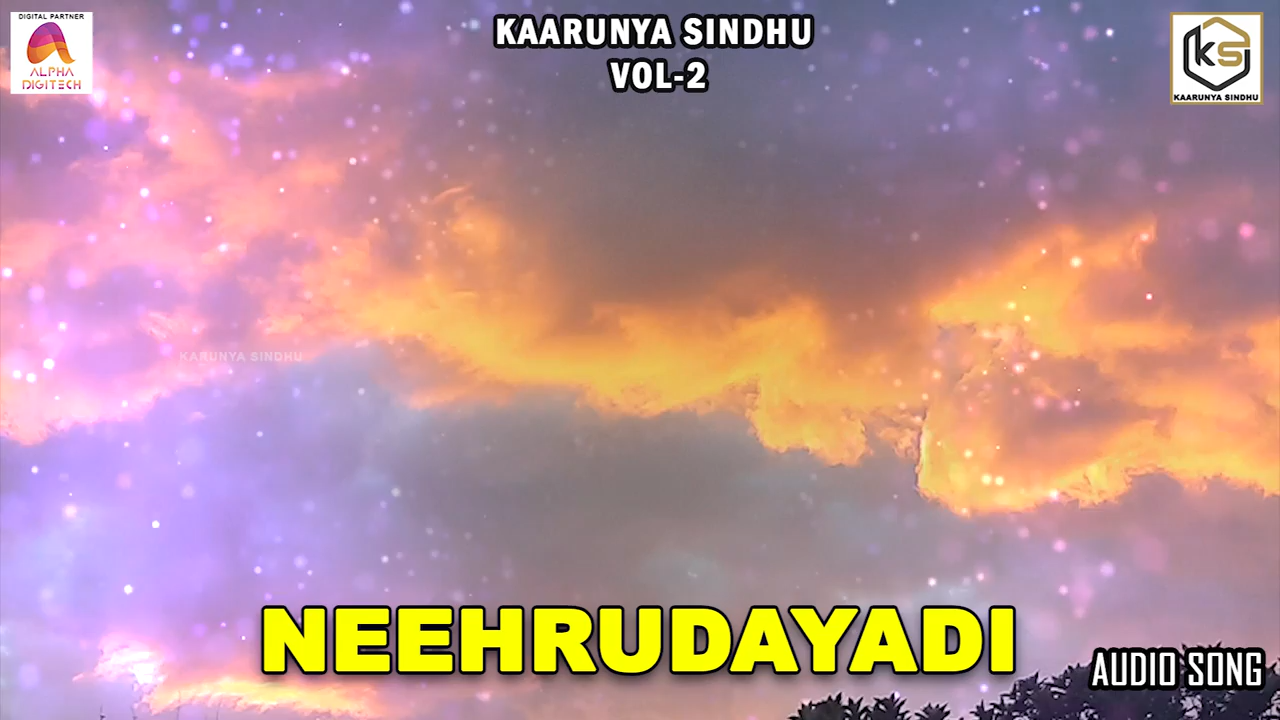 DIGITAL PARTNER
ALPHA
DIGITECH
KAARUNYA SINDHU
VOL-2
KS
KAARUNYA SINDHU
KARUNYA SINDHU
NEEHRUDAYADI
AUDIO SONG